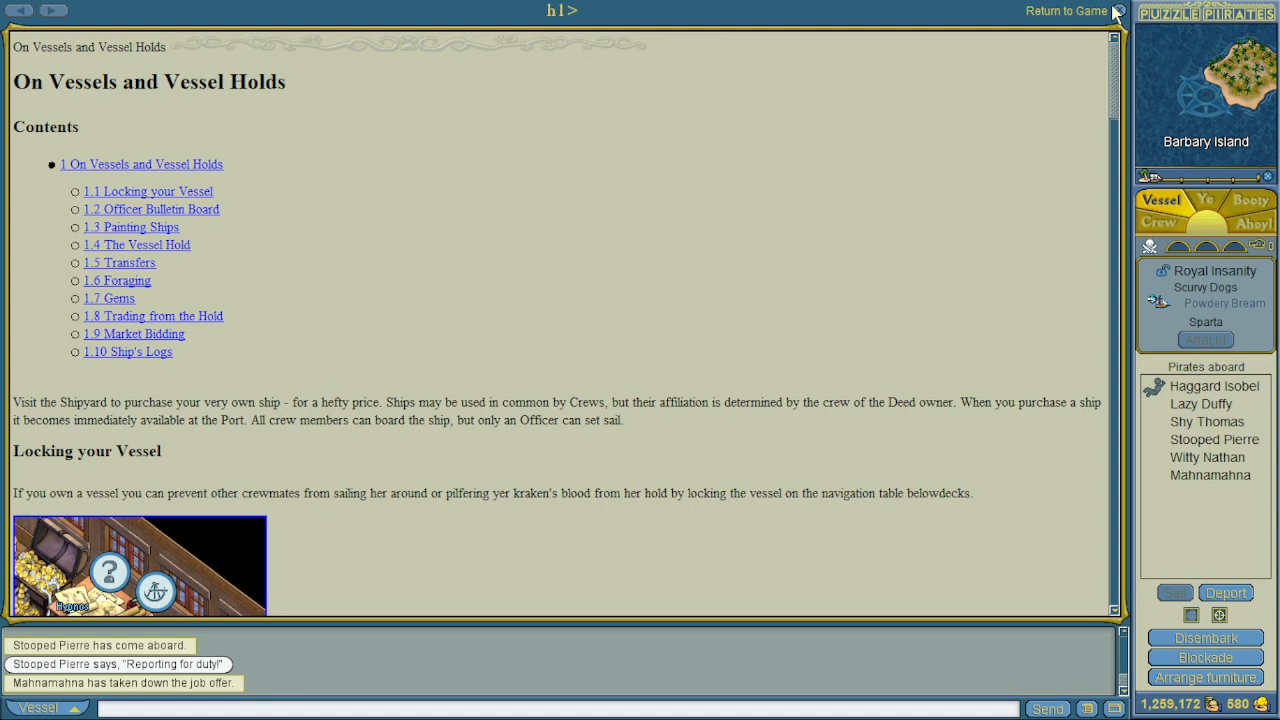 h1>
Return to Game
PUZZLE PIRATES
On Vessels and Vessel Holds
On Vessels and Vessel Holds
Contents
1 On Vessels and Vessel Holds
1.1 Locking your Vessel
1.2 Officer Bulletin Board
1.3 Painting Ships
1.4 The Vessel Hold
1.5 Transfers
1.6 Foraging
1.7 Gems
1.8 Trading from the Hold
1.9 Market Bidding
1.10 Ship's Logs
Visit the Shipyard to purchase your very own ship - for a hefty price. Ships may be used in common by Crews, but their affiliation is determined by the crew of the Deed owner. When you purchase a ship
it becomes immediately available at the Port. All crew members can board the ship, but only an Officer can set sail.
Locking your Vessel
If you own a vessel you can prevent other crewmates from sailing her around or pilfering yer kraken's blood from her hold by locking the vessel on the navigation table belowdecks.
?
Hypnos
Stooped Pierre has come aboard.
Stooped Pierre says, "Reporting for duty!"
Mahnamahna has taken down the job offer.
Vessel
Send
Barbary Island
Vessel Ye Booty
Crew Ahoy!
0
Royal Insanity
Scurvy Dogs
Powdery Bream
Sparta
Attack!
Pirates aboard
Haggard Isobel
Lazy Duffy
Shy Thomas
Stooped Pierre
Witty Nathan
Mahnamahna
Sail Deport
Disembark
Blockade
Arrange furniture
1,259,172 580